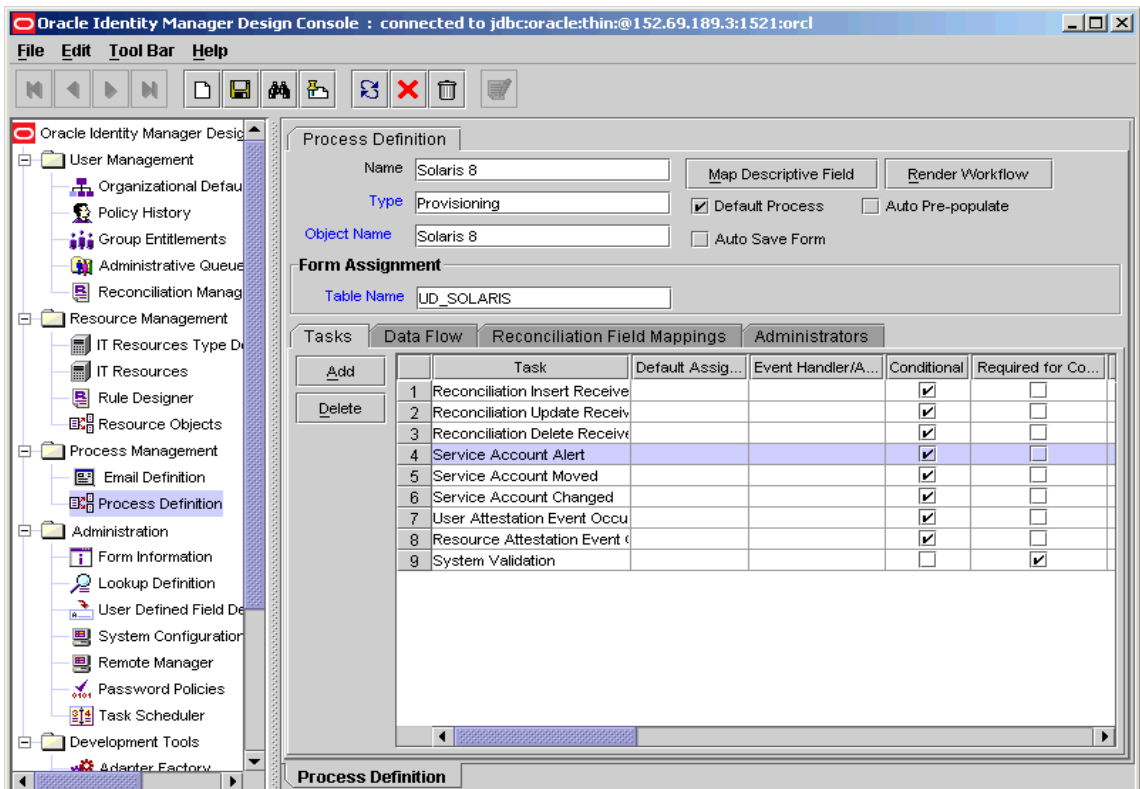 Oracle Identity Manager Design Console : connected to jdbc:oracle:thin:@152.69.189.3:1521:orcl
File Edit Tool Bar Help
Oracle Identity Manager Desig
User Management
Organizational Defau
Policy History
Group Entitlements
Administrative Queue
Reconciliation Manag
Resource Management
IT Resources Type De
IT Resources
Rule Designer
Resource Objects
Process Management
Email Definition
Process Definition
Administration
Form Information
Lookup Definition
User Defined Field De
System Configuration
Remote Manager
Password Policies
Task Scheduler
Development Tools
Adapter Factory
Process Definition
Name Solaris 8 Map Descriptive Field Render Workflow
Type Provisioning Default Process Auto Pre-populate
Object Name Solaris 8 Auto Save Form
Form Assignment
Table Name UD_SOLARIS
Tasks Data Flow Reconciliation Field Mappings Administrators
Add
Delete
Task Default Assig... Event Handler/A... Conditional Required for Co...
1 Reconciliation Insert Receive
2 Reconciliation Update Receiv
3 Reconciliation Delete Receive
4 Service Account Alert
5 Service Account Moved
6 Service Account Changed
7 User Attestation Event Occu
8 Resource Attestation Event
9 System Validation
Process Definition